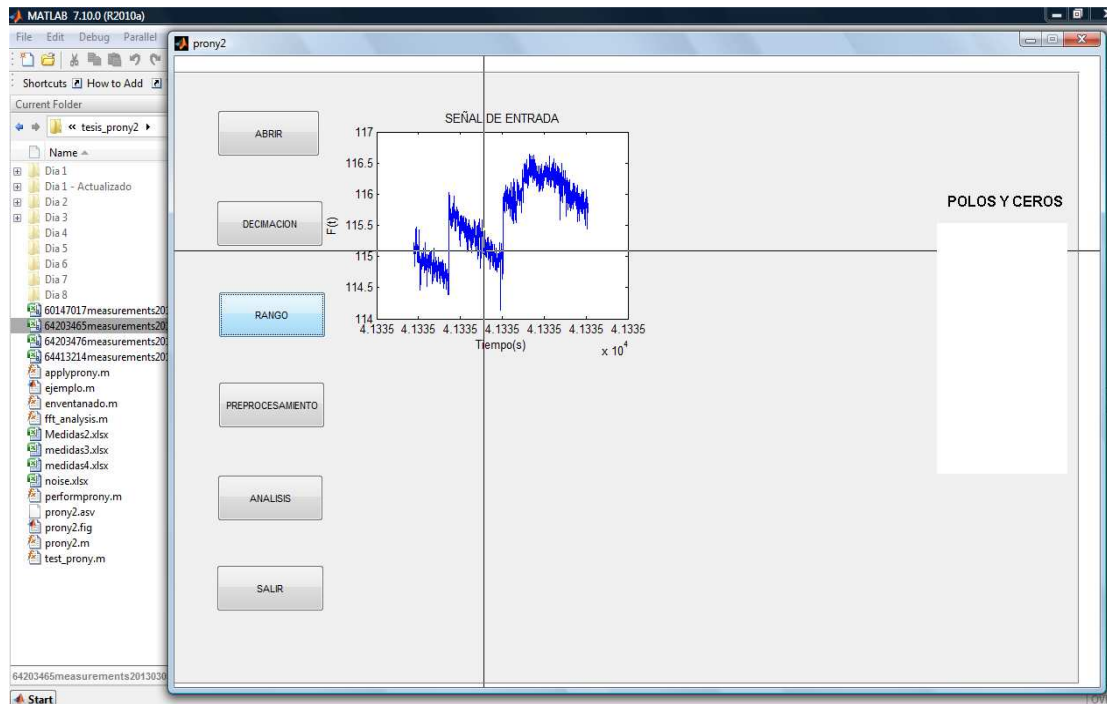 MATLAB 7.10.0 (R2010a)
File Edit Debug Parallel
Shortcuts How to Add
Current Folder
« tesis_prony2
Name
Dia 1
Dia 1 - Actualizado
Dia 2
Dia 3
Dia 4
Dia 5
Dia 6
Dia 7
Dia 8
60147017measurements20
64203465measurements20
64203476measurements20
64413214measurements20
applyprony.m
ejemplo.m
enventanado.m
fft_analysis.m
Medidas2.xlsx
medidas3.xlsx
medidas4.xlsx
noise.xlsx
performprony.m
prony2.asv
prony2.fig
prony2.m
test_prony.m
64203465measurements2013030
Start
prony2
ABRIR
DECIMACION
RANGO
PREPROCESAMIENTO
ANALISIS
SALIR
SEÑAL DE ENTRADA
117
116.5
116
115.5
115
114.5
114
F(t)
4.1335 4.1335 4.1335 4.1335 4.1335 4.1335 4.1335
Tiempo(s)
x 10⁴
POLOS Y CEROS